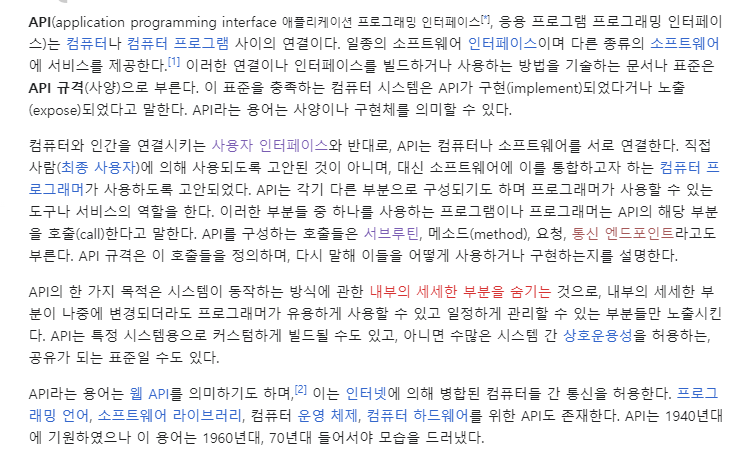 API(application programming interface 애플리케이션 프로그래밍 인터페이스[*], 응용 프로그램 프로그래밍 인터페이
스)는 컴퓨터나 컴퓨터 프로그램 사이의 연결이다. 일종의 소프트웨어 인터페이스이며 다른 종류의 소프트웨어
에 서비스를 제공한다.[1] 이러한 연결이나 인터페이스를 빌드하거나 사용하는 방법을 기술하는 문서나 표준은
API 규격(사양)으로 부른다. 이 표준을 충족하는 컴퓨터 시스템은 API가 구현(implement)되었다거나 노출
(expose)되었다고 말한다. API라는 용어는 사양이나 구현체를 의미할 수 있다.
컴퓨터와 인간을 연결시키는 사용자 인터페이스와 반대로, API는 컴퓨터나 소프트웨어를 서로 연결한다. 직접
사람(최종 사용자)에 의해 사용되도록 고안된 것이 아니며, 대신 소프트웨어에 이를 통합하고자 하는 컴퓨터 프
로그래머가 사용하도록 고안되었다. API는 각기 다른 부분으로 구성되기도 하며 프로그래머가 사용할 수 있는
도구나 서비스의 역할을 한다. 이러한 부분들 중 하나를 사용하는 프로그램이나 프로그래머는 API의 해당 부분
을 호출(call)한다고 말한다. API를 구성하는 호출들은 서브루틴, 메소드(method), 요청, 통신 엔드포인트라고도
부른다. API 규격은 이 호출들을 정의하며, 다시 말해 이들을 어떻게 사용하거나 구현하는지를 설명한다.
API의 한 가지 목적은 시스템이 동작하는 방식에 관한 내부의 세세한 부분을 숨기는 것으로, 내부의 세세한 부
분이 나중에 변경되더라도 프로그래머가 유용하게 사용할 수 있고 일정하게 관리할 수 있는 부분들만 노출시킨
다. API는 특정 시스템용으로 커스텀하게 빌드될 수도 있고, 아니면 수많은 시스템 간 상호운용성을 허용하는,
공유가 되는 표준일 수도 있다.
API라는 용어는 웹 API를 의미하기도 하며,[2] 이는 인터넷에 의해 병합된 컴퓨터들 간 통신을 허용한다. 프로그
래밍 언어, 소프트웨어 라이브러리, 컴퓨터 운영 체제, 컴퓨터 하드웨어를 위한 API도 존재한다. API는 1940년대
에 기원하였으나 이 용어는 1960년대, 70년대 들어서야 모습을 드러냈다.